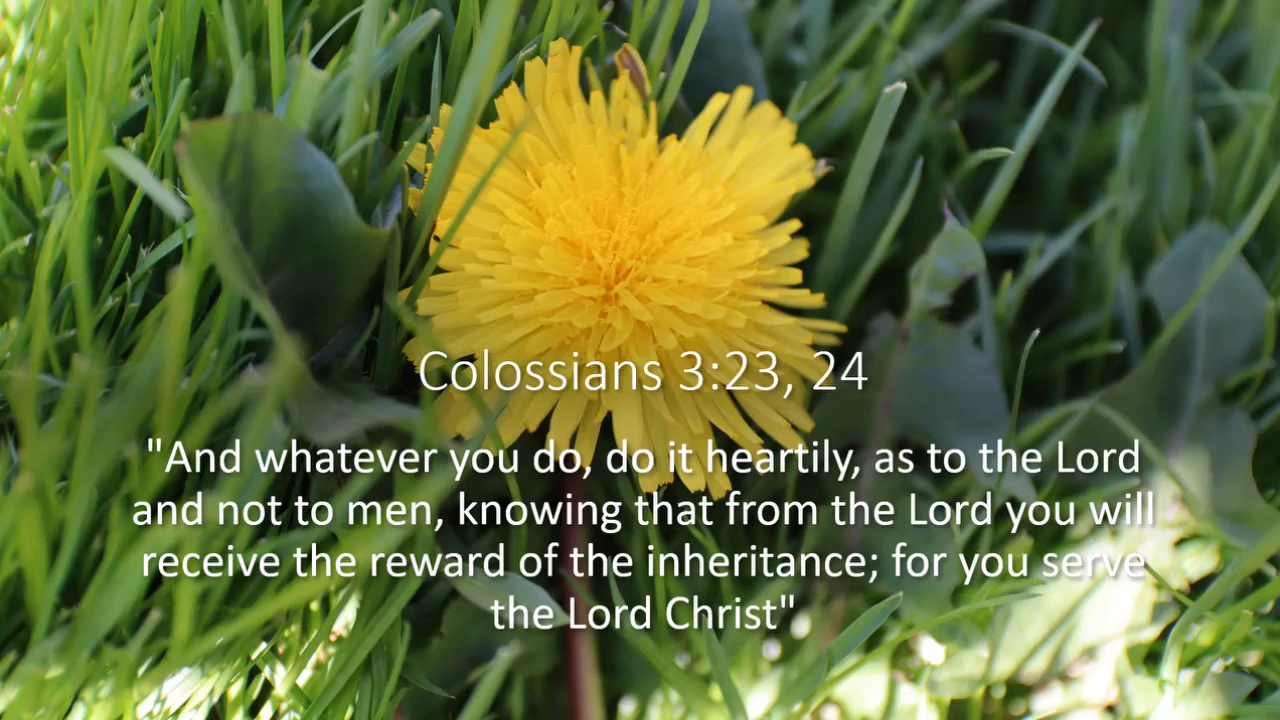 Colossians 3:23, 24
"And whatever you do, do it heartily, as to the Lord
and not to men, knowing that from the Lord you will
receive the reward of the inheritance; for you serve
the Lord Christ"